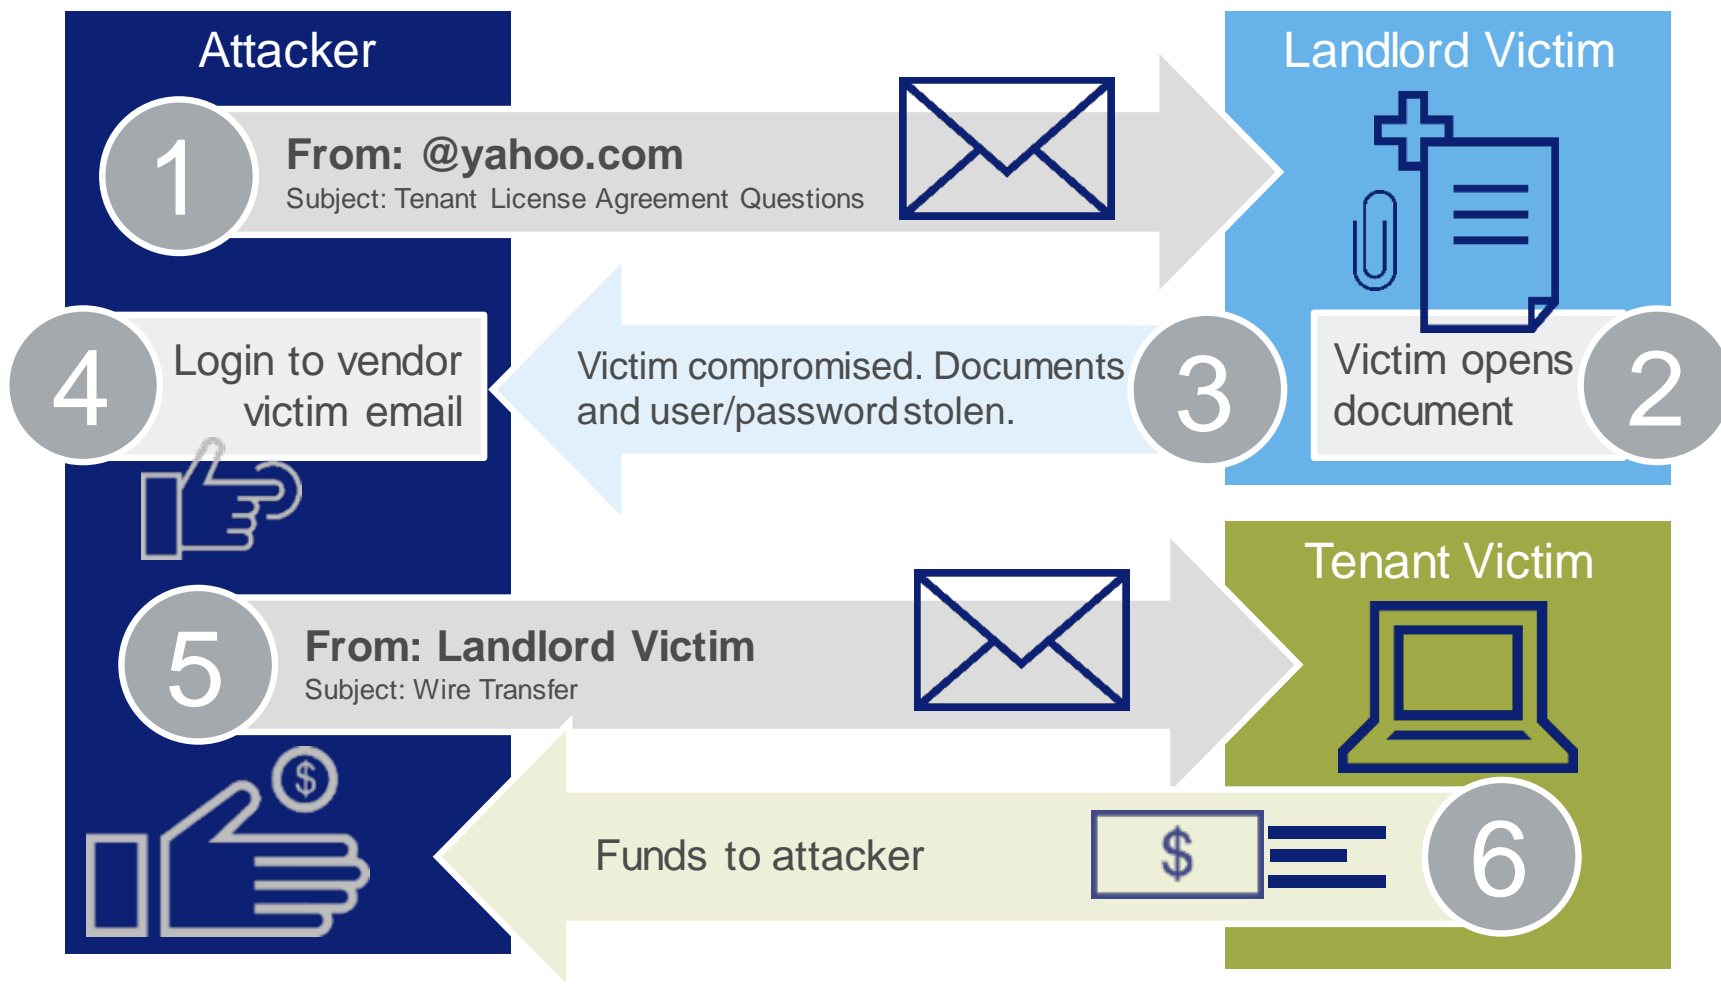 Attacker
Landlord Victim
1
From: @yahoo.com
Subject: Tenant License Agreement Questions
4
Login to vendor
victim email
Victim compromised. Documents
and user/password stolen.
3
Victim opens
document
2
Tenant Victim
5
From: Landlord Victim
Subject: Wire Transfer
$
Funds to attacker
$
6